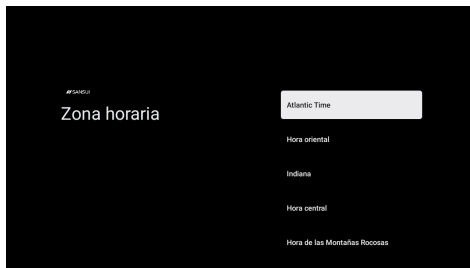 SANSUI
Zona horaria
Atlantic Time
Hora oriental
Indiana
Hora central
Hora de las Montañas Rocosas